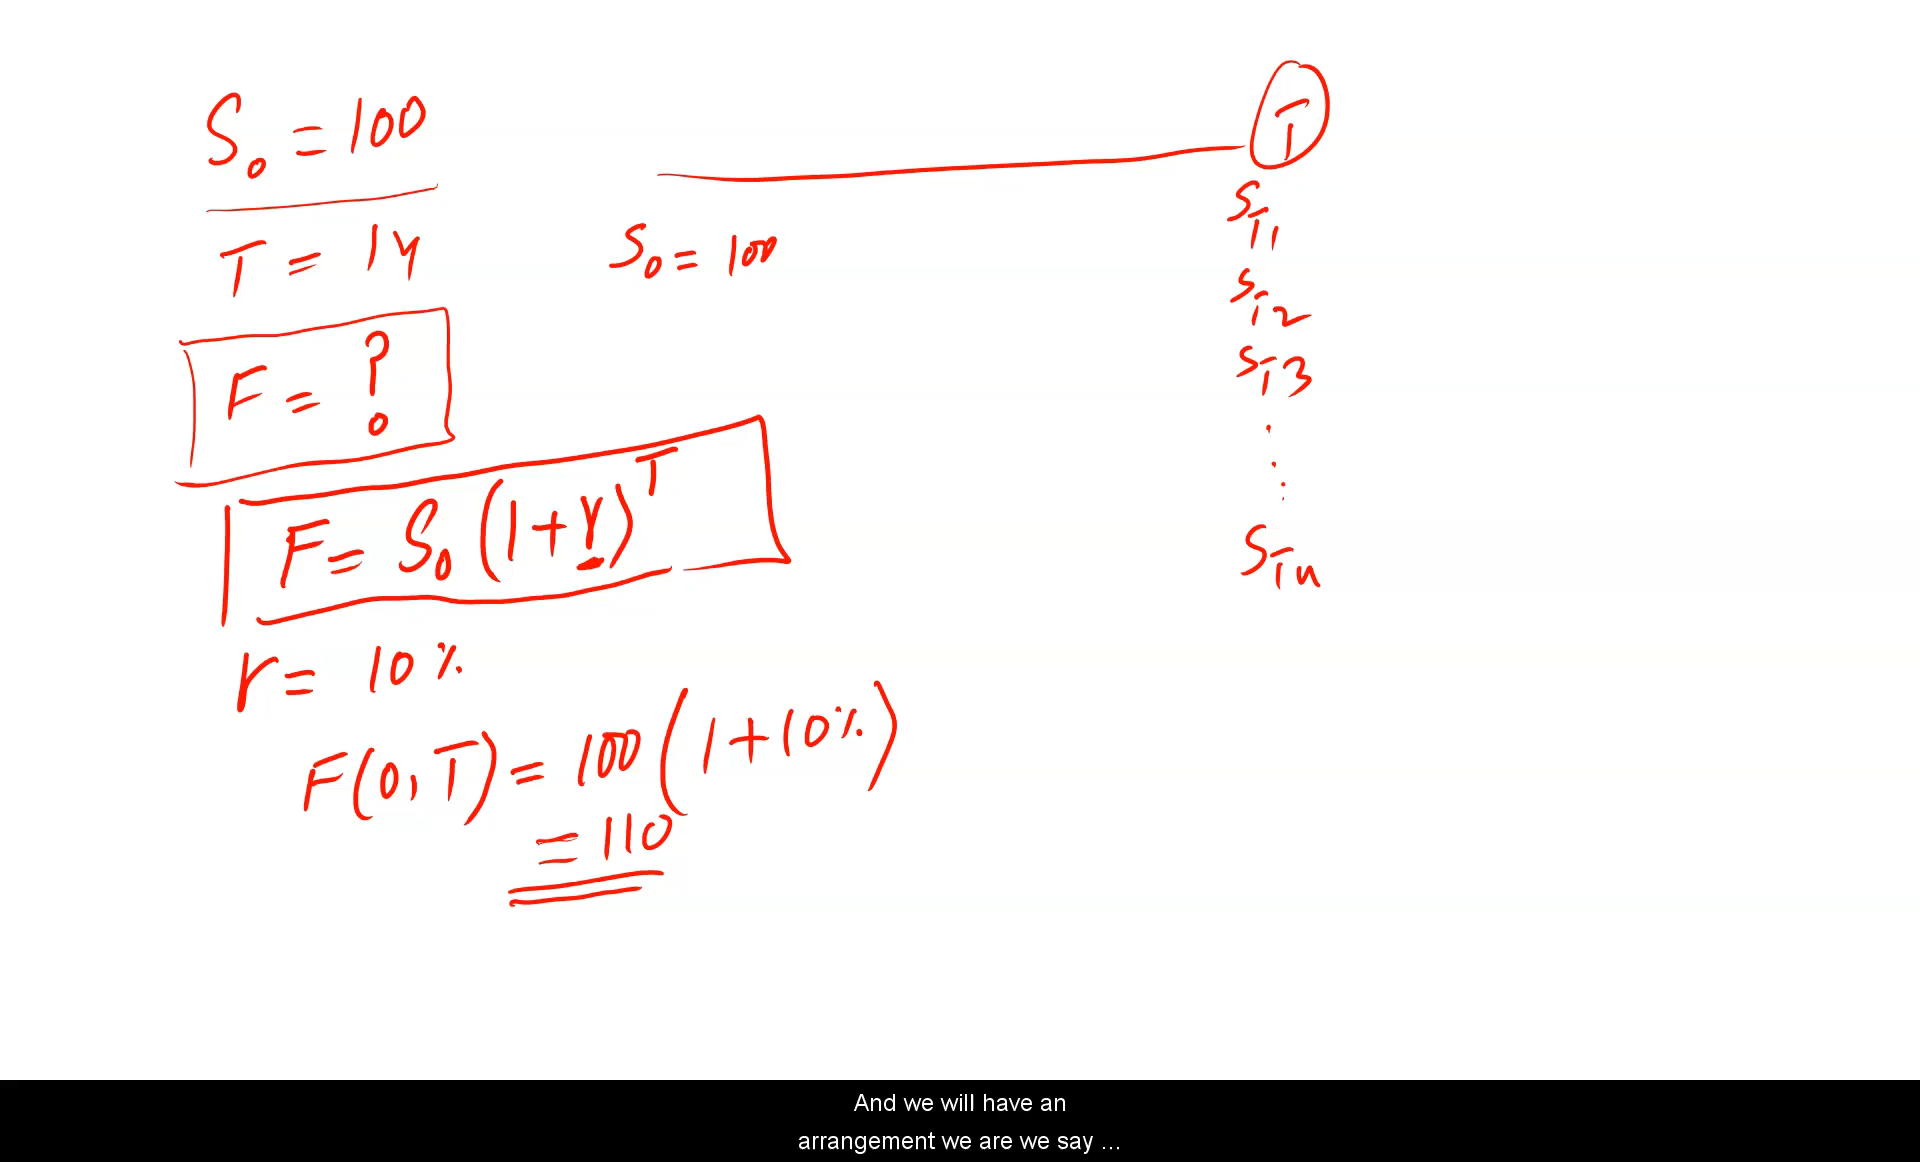 S₀ = 100
T = 1Y
F = ?
F = S₀ (1+r)ᵀ
r = 10%
F(0,T) = 100 (1+10%)
= 110
T
S₀ = 100
S_T1
S_T2
S_T3
.
.
:
S_Tn
And we will have an
arrangement we are we say ...